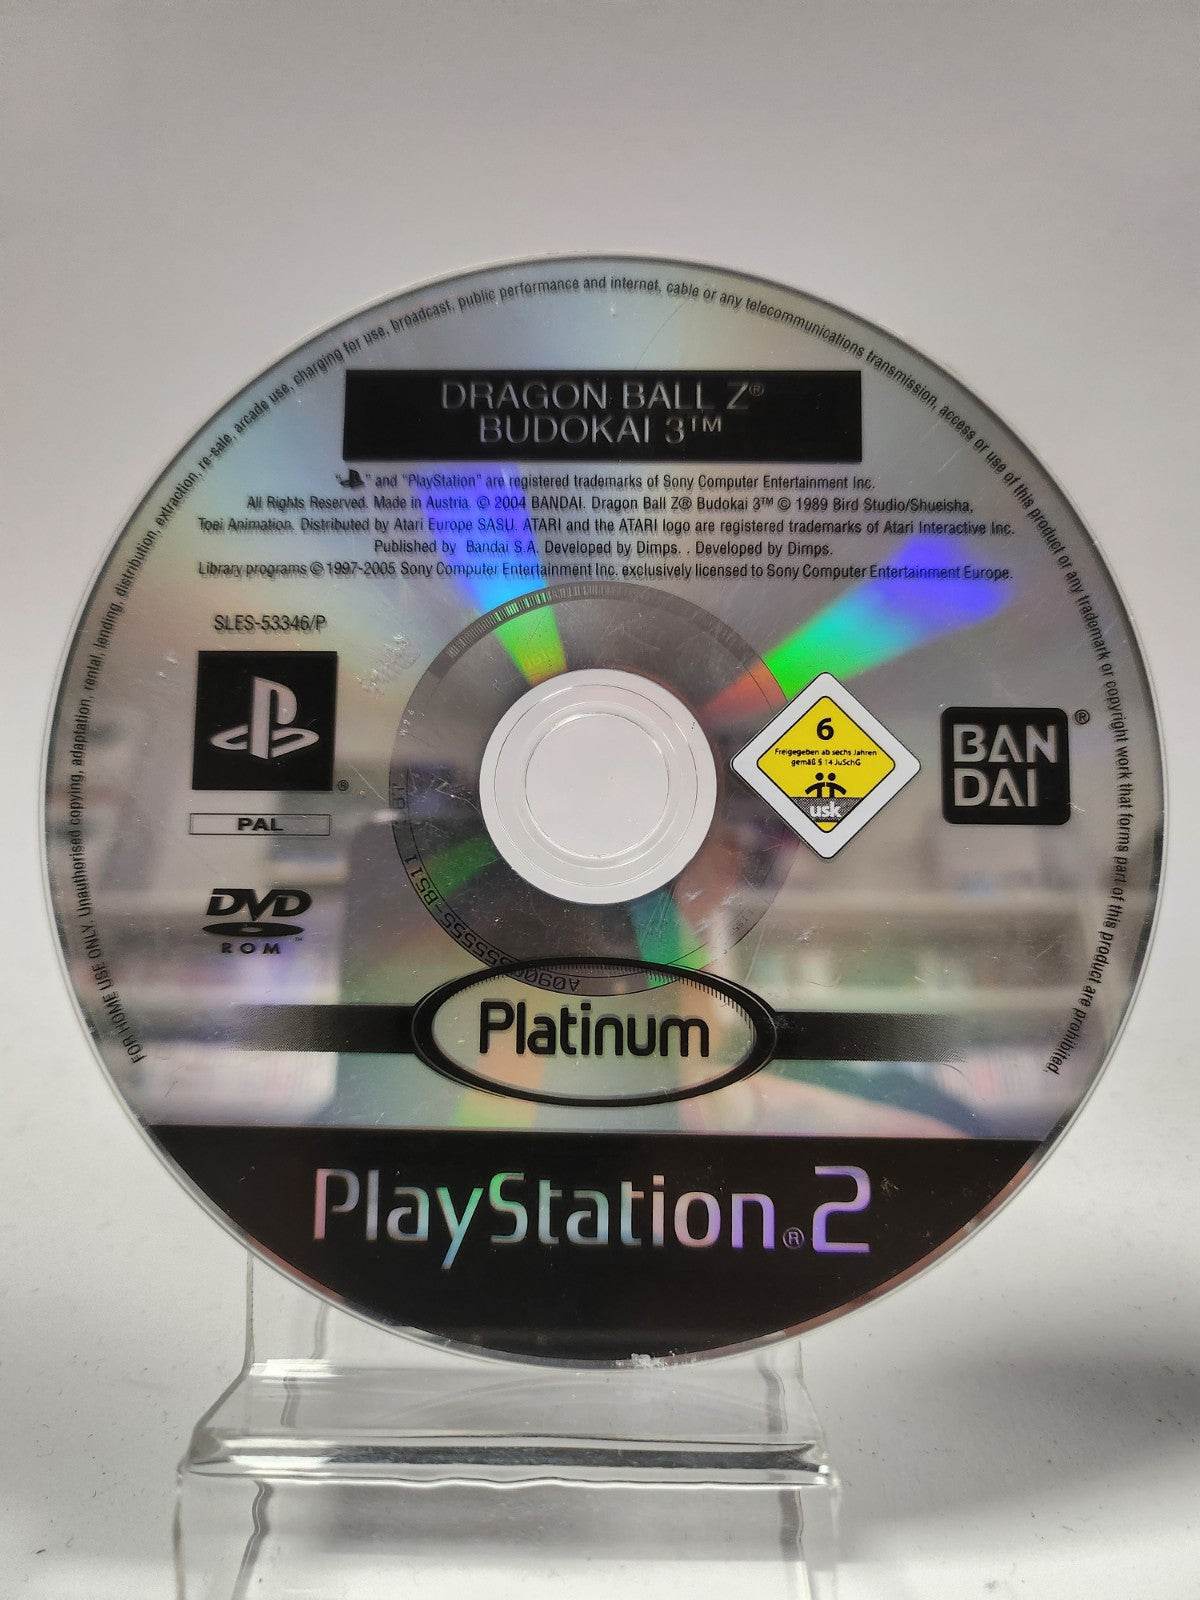 FOR HOME USE ONLY. Unauthorised copying, adaptation, rental, lending, distribution, extraction, re-sale, arcade use, charging for use, broadcast, public performance and internet, cable or any telecommunications transmission, access or use of this product or any trademark or copyright work that forms part of this product are prohibited.
DRAGON BALL Z®
BUDOKAI 3™
" " and "PlayStation" are registered trademarks of Sony Computer Entertainment Inc.
All Rights Reserved. Made in Austria. © 2004 BANDAI. Dragon Ball Z® Budokai 3™ © 1989 Bird Studio/Shueisha,
Toei Animation. Distributed by Atari Europe SASU. ATARI and the ATARI logo are registered trademarks of Atari Interactive Inc.
Published by Bandai S.A. Developed by Dimps. . Developed by Dimps.
Library programs © 1997-2005 Sony Computer Entertainment Inc. exclusively licensed to Sony Computer Entertainment Europe.
SLES-53346/P
®
PAL
DVD
ROM™
6
Freigegeben ab sechs Jahren
gemäß § 14 JuSchG
usk
BAN
DAI
®
Platinum
PlayStation®2